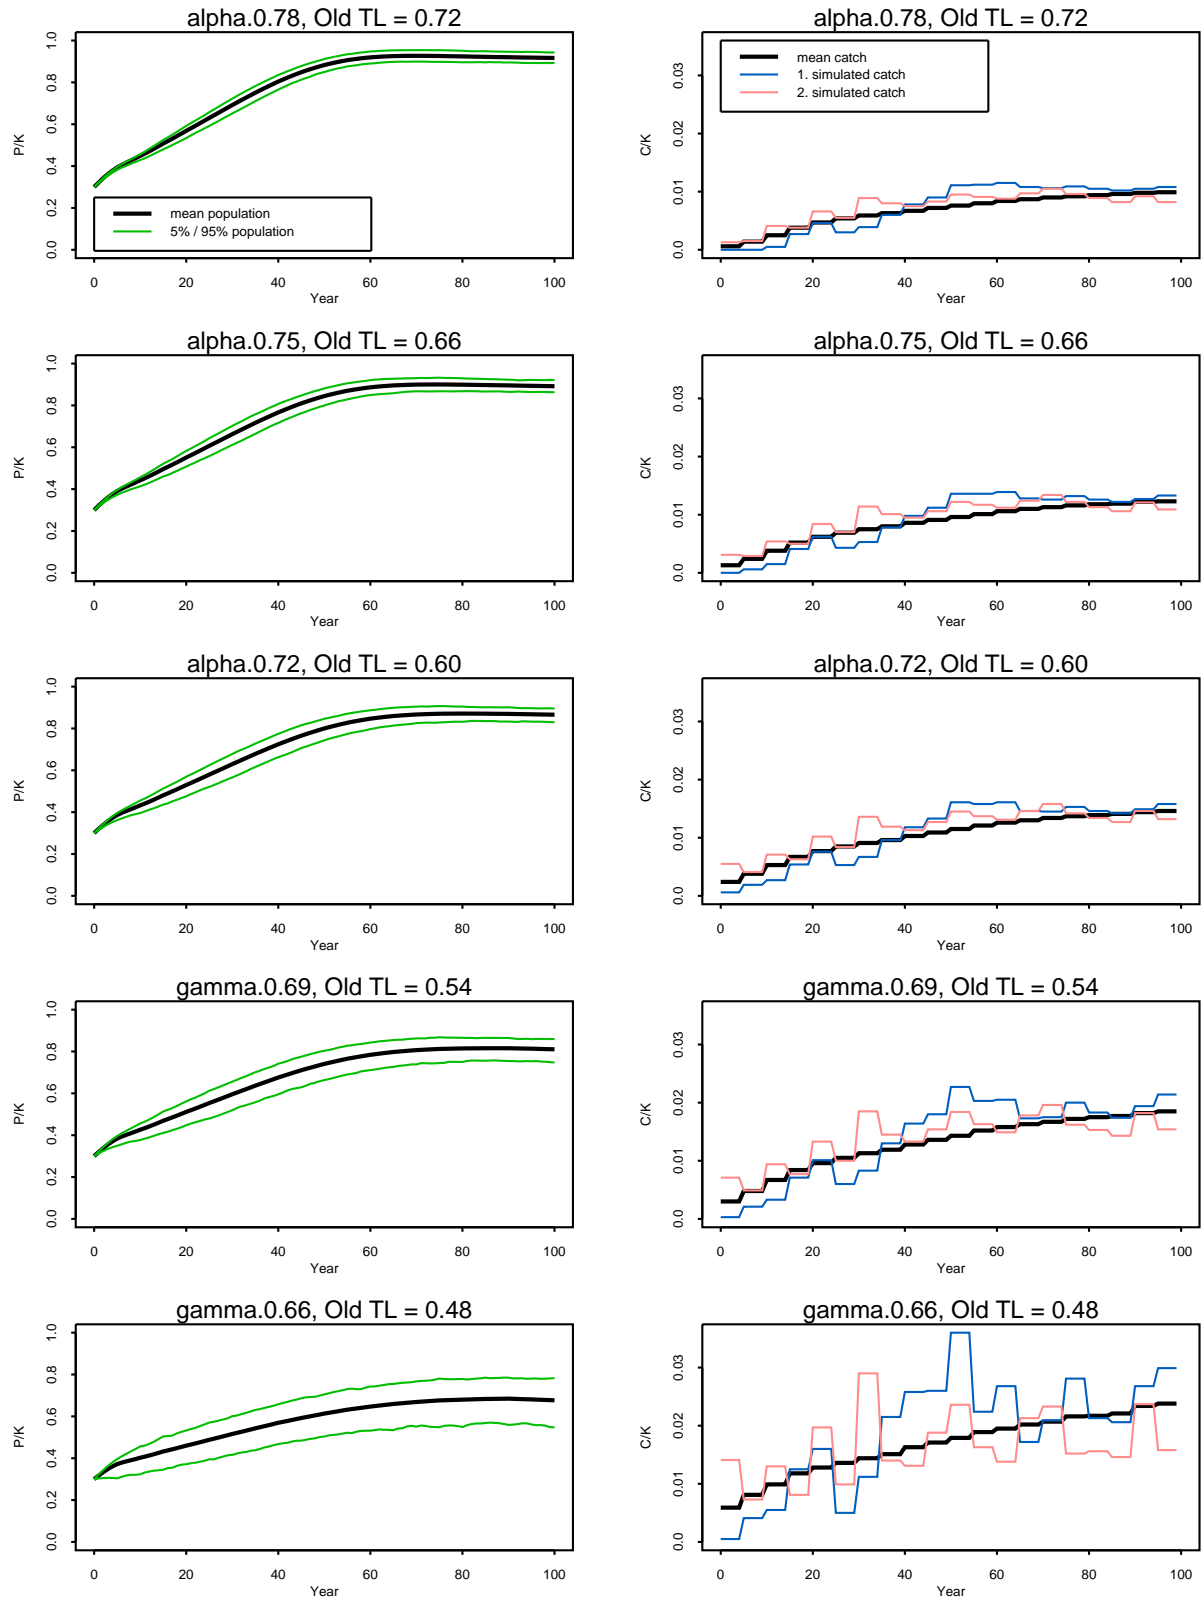 alpha.0.78, Old TL = 0.72
P/K
0.0 0.2 0.4 0.6 0.8 1.0
mean population
5% / 95% population
0 20 40 60 80 100
Year
alpha.0.78, Old TL = 0.72
C/K
0.0 0.01 0.02 0.03
mean catch
1. simulated catch
2. simulated catch
0 20 40 60 80 100
Year
alpha.0.75, Old TL = 0.66
P/K
0.0 0.2 0.4 0.6 0.8 1.0
0 20 40 60 80 100
Year
alpha.0.75, Old TL = 0.66
C/K
0.0 0.01 0.02 0.03
0 20 40 60 80 100
Year
alpha.0.72, Old TL = 0.60
P/K
0.0 0.2 0.4 0.6 0.8 1.0
0 20 40 60 80 100
Year
alpha.0.72, Old TL = 0.60
C/K
0.0 0.01 0.02 0.03
0 20 40 60 80 100
Year
gamma.0.69, Old TL = 0.54
P/K
0.0 0.2 0.4 0.6 0.8 1.0
0 20 40 60 80 100
Year
gamma.0.69, Old TL = 0.54
C/K
0.0 0.01 0.02 0.03
0 20 40 60 80 100
Year
gamma.0.66, Old TL = 0.48
P/K
0.0 0.2 0.4 0.6 0.8 1.0
0 20 40 60 80 100
Year
gamma.0.66, Old TL = 0.48
C/K
0.0 0.01 0.02 0.03
0 20 40 60 80 100
Year